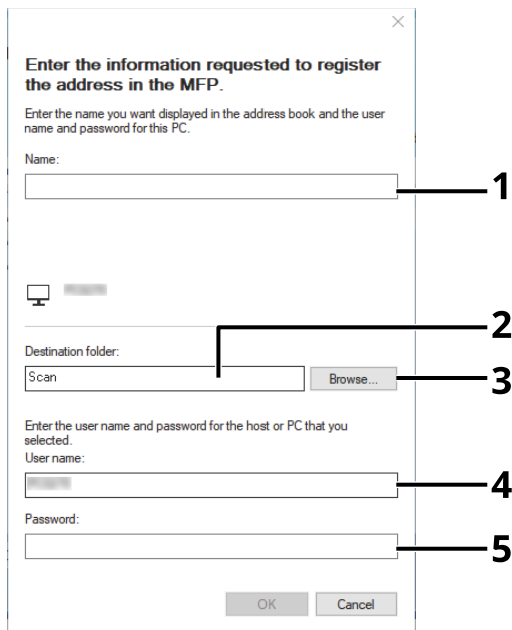 Enter the information requested to register
the address in the MFP.
Enter the name you want displayed in the address book and the user
name and password for this PC.
Name:
1
2
Destination folder:
Scan
Browse...
3
Enter the user name and password for the host or PC that you
selected.
User name:
4
Password:
5
OK
Cancel